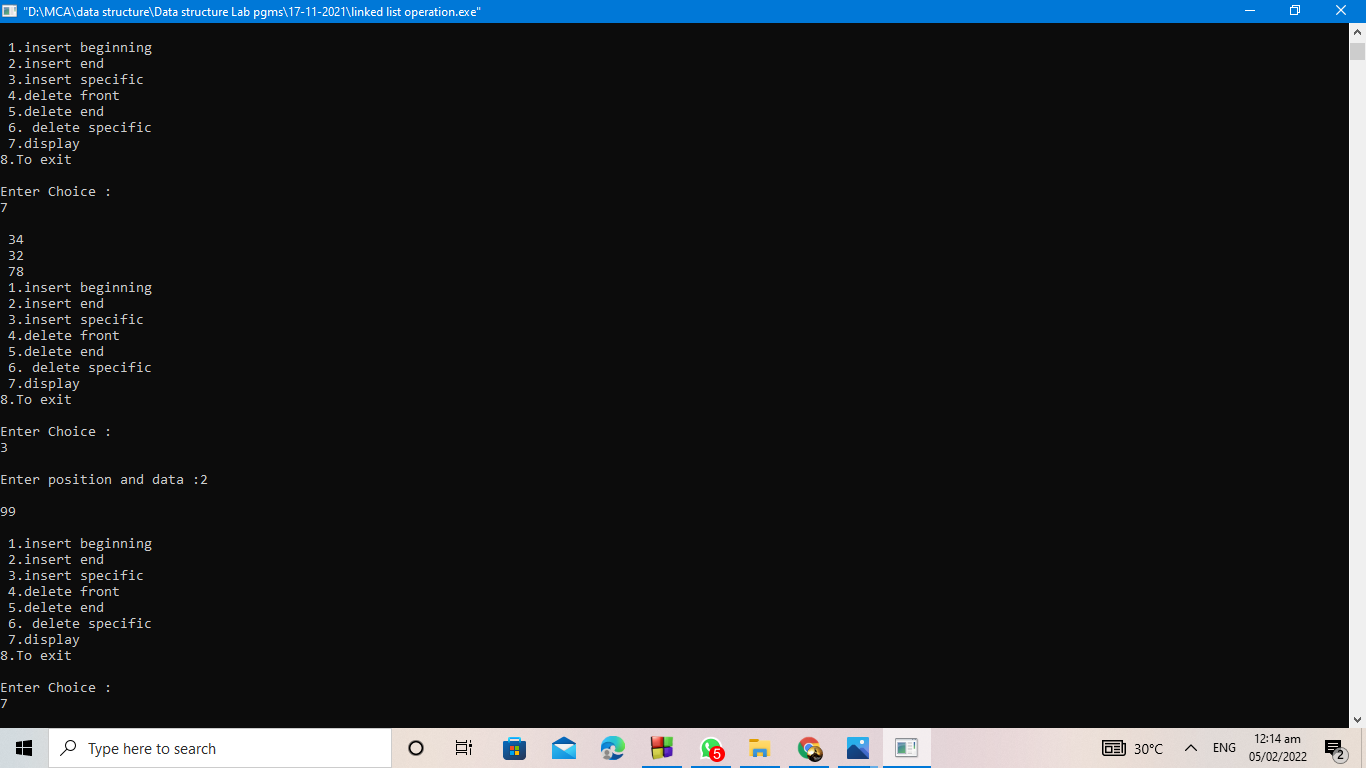 "D:\MCA\data structure\Data structure Lab pgms\17-11-2021\linked list operation.exe"
1.insert beginning
2.insert end
3.insert specific
4.delete front
5.delete end
6. delete specific
7.display
8.To exit
Enter Choice :
7
34
32
78
1.insert beginning
2.insert end
3.insert specific
4.delete front
5.delete end
6. delete specific
7.display
8.To exit
Enter Choice :
3
Enter position and data :2
99
1.insert beginning
2.insert end
3.insert specific
4.delete front
5.delete end
6. delete specific
7.display
8.To exit
Enter Choice :
7
Type here to search
5
30°C
ENG
12:14 am
05/02/2022
2